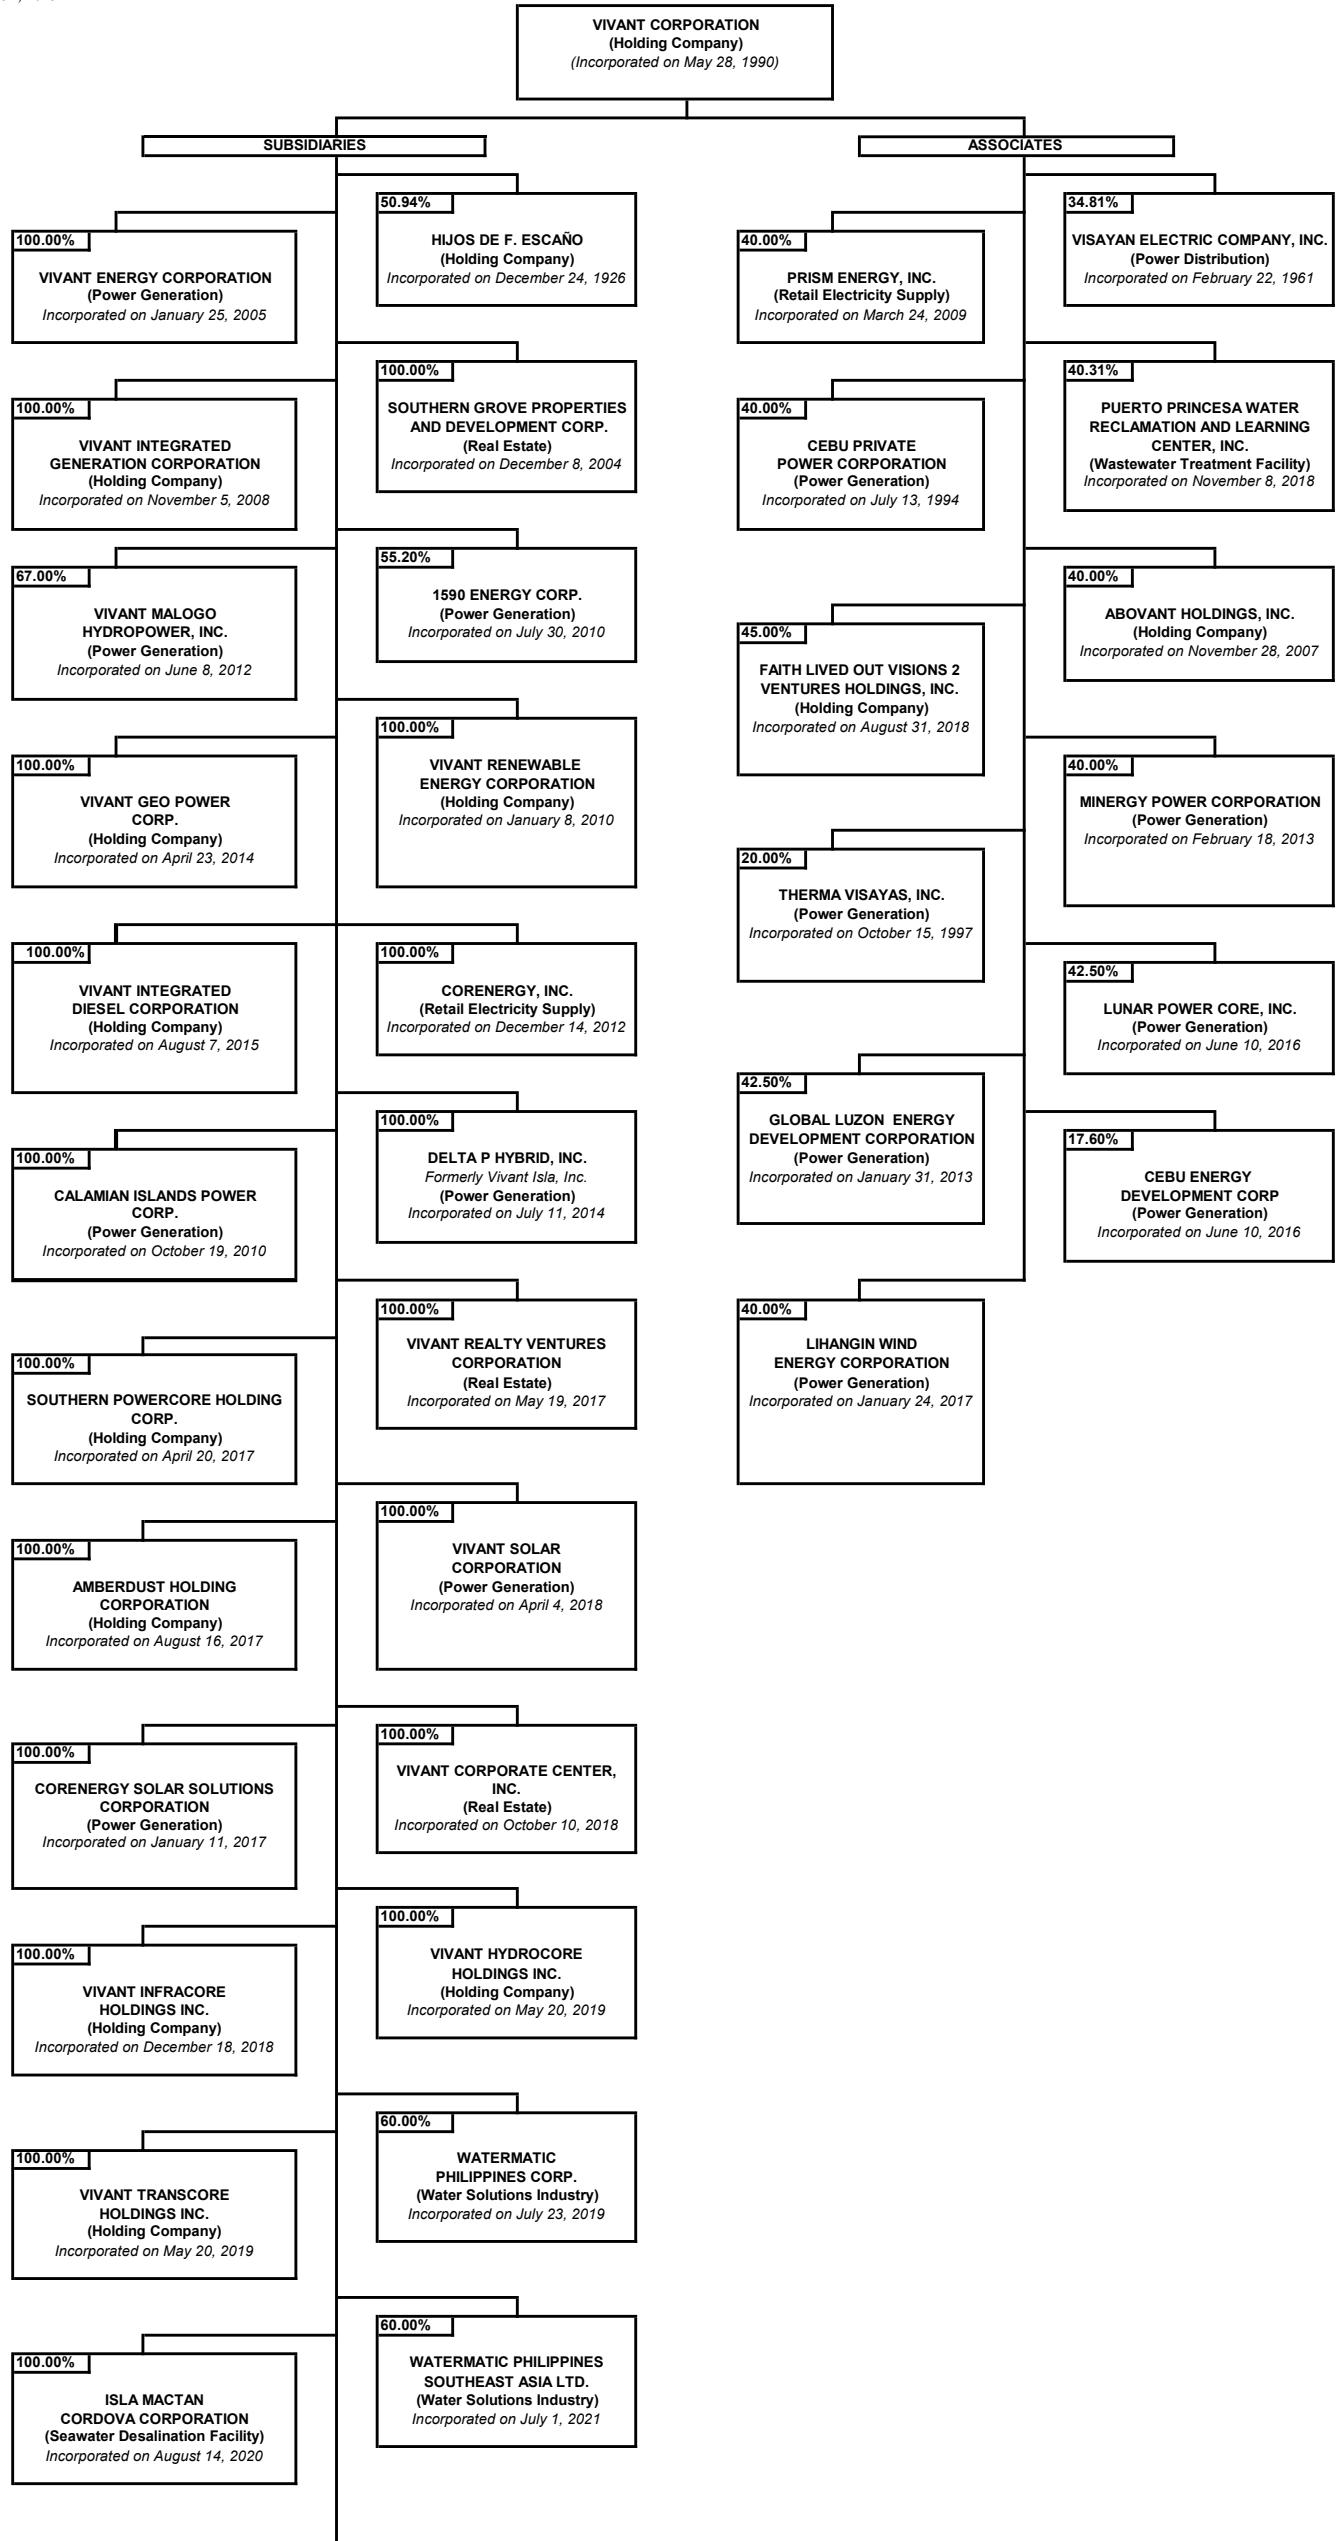 VIVANT CORPORATION
(Holding Company)
(Incorporated on May 28, 1990)
SUBSIDIARIES
ASSOCIATES
50.94%
HIJOS DE F. ESCAÑO
(Holding Company)
Incorporated on December 24, 1926
100.00%
VIVANT ENERGY CORPORATION
(Power Generation)
Incorporated on January 25, 2005
100.00%
SOUTHERN GROVE PROPERTIES
AND DEVELOPMENT CORP.
(Real Estate)
Incorporated on December 8, 2004
100.00%
VIVANT INTEGRATED
GENERATION CORPORATION
(Holding Company)
Incorporated on November 5, 2008
55.20%
1590 ENERGY CORP.
(Power Generation)
Incorporated on July 30, 2010
67.00%
VIVANT MALOGO
HYDROPOWER, INC.
(Power Generation)
Incorporated on June 8, 2012
100.00%
VIVANT RENEWABLE
ENERGY CORPORATION
(Holding Company)
Incorporated on January 8, 2010
100.00%
VIVANT GEO POWER
CORP.
(Holding Company)
Incorporated on April 23, 2014
100.00%
VIVANT INTEGRATED
DIESEL CORPORATION
(Holding Company)
Incorporated on August 7, 2015
100.00%
CORENERGY, INC.
(Retail Electricity Supply)
Incorporated on December 14, 2012
100.00%
DELTA P HYBRID, INC.
Formerly Vivant Isla, Inc.
(Power Generation)
Incorporated on July 11, 2014
100.00%
CALAMIAN ISLANDS POWER
CORP.
(Power Generation)
Incorporated on October 19, 2010
100.00%
VIVANT REALTY VENTURES
CORPORATION
(Real Estate)
Incorporated on May 19, 2017
100.00%
SOUTHERN POWERCORE HOLDING
CORP.
(Holding Company)
Incorporated on April 20, 2017
100.00%
VIVANT SOLAR
CORPORATION
(Power Generation)
Incorporated on April 4, 2018
100.00%
AMBERDUST HOLDING
CORPORATION
(Holding Company)
Incorporated on August 16, 2017
100.00%
VIVANT CORPORATE CENTER,
INC.
(Real Estate)
Incorporated on October 10, 2018
100.00%
CORENERGY SOLAR SOLUTIONS
CORPORATION
(Power Generation)
Incorporated on January 11, 2017
100.00%
VIVANT HYDROCORE
HOLDINGS INC.
(Holding Company)
Incorporated on May 20, 2019
100.00%
VIVANT INFRACORE
HOLDINGS INC.
(Holding Company)
Incorporated on December 18, 2018
60.00%
WATERMATIC
PHILIPPINES CORP.
(Water Solutions Industry)
Incorporated on July 23, 2019
100.00%
VIVANT TRANSCORE
HOLDINGS INC.
(Holding Company)
Incorporated on May 20, 2019
60.00%
WATERMATIC PHILIPPINES
SOUTHEAST ASIA LTD.
(Water Solutions Industry)
Incorporated on July 1, 2021
100.00%
ISLA MACTAN
CORDOVA CORPORATION
(Seawater Desalination Facility)
Incorporated on August 14, 2020
34.81%
VISAYAN ELECTRIC COMPANY, INC.
(Power Distribution)
Incorporated on February 22, 1961
40.00%
PRISM ENERGY, INC.
(Retail Electricity Supply)
Incorporated on March 24, 2009
40.31%
PUERTO PRINCESA WATER
RECLAMATION AND LEARNING
CENTER, INC.
(Wastewater Treatment Facility)
Incorporated on November 8, 2018
40.00%
CEBU PRIVATE
POWER CORPORATION
(Power Generation)
Incorporated on July 13, 1994
40.00%
ABOVANT HOLDINGS, INC.
(Holding Company)
Incorporated on November 28, 2007
45.00%
FAITH LIVED OUT VISIONS 2
VENTURES HOLDINGS, INC.
(Holding Company)
Incorporated on August 31, 2018
40.00%
MINERGY POWER CORPORATION
(Power Generation)
Incorporated on February 18, 2013
20.00%
THERMA VISAYAS, INC.
(Power Generation)
Incorporated on October 15, 1997
42.50%
LUNAR POWER CORE, INC.
(Power Generation)
Incorporated on June 10, 2016
42.50%
GLOBAL LUZON ENERGY
DEVELOPMENT CORPORATION
(Power Generation)
Incorporated on January 31, 2013
17.60%
CEBU ENERGY
DEVELOPMENT CORP
(Power Generation)
Incorporated on June 10, 2016
40.00%
LIHANGIN WIND
ENERGY CORPORATION
(Power Generation)
Incorporated on January 24, 2017